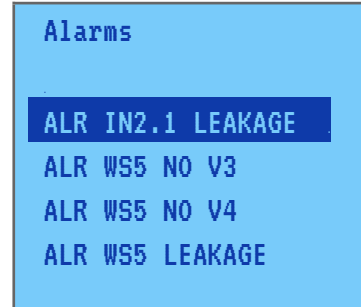 Alarms
ALR IN2.1 LEAKAGE
ALR WS5 NO V3
ALR WS5 NO V4
ALR WS5 LEAKAGE